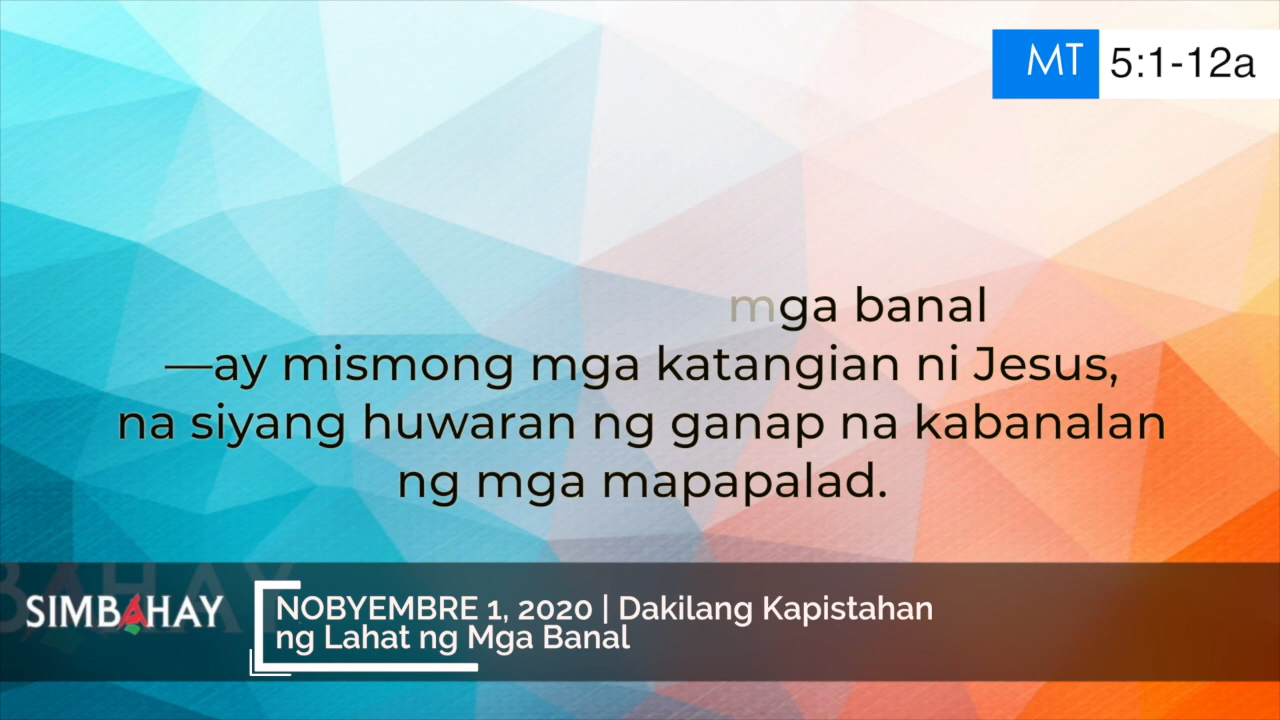 MT 5:1-12a
mga banal
—ay mismong mga katangian ni Jesus,
na siyang huwaran ng ganap na kabanalan
ng mga mapapalad.
SIMBAHAY
NOBYEMBRE 1, 2020 | Dakilang Kapistahan
ng Lahat ng Mga Banal